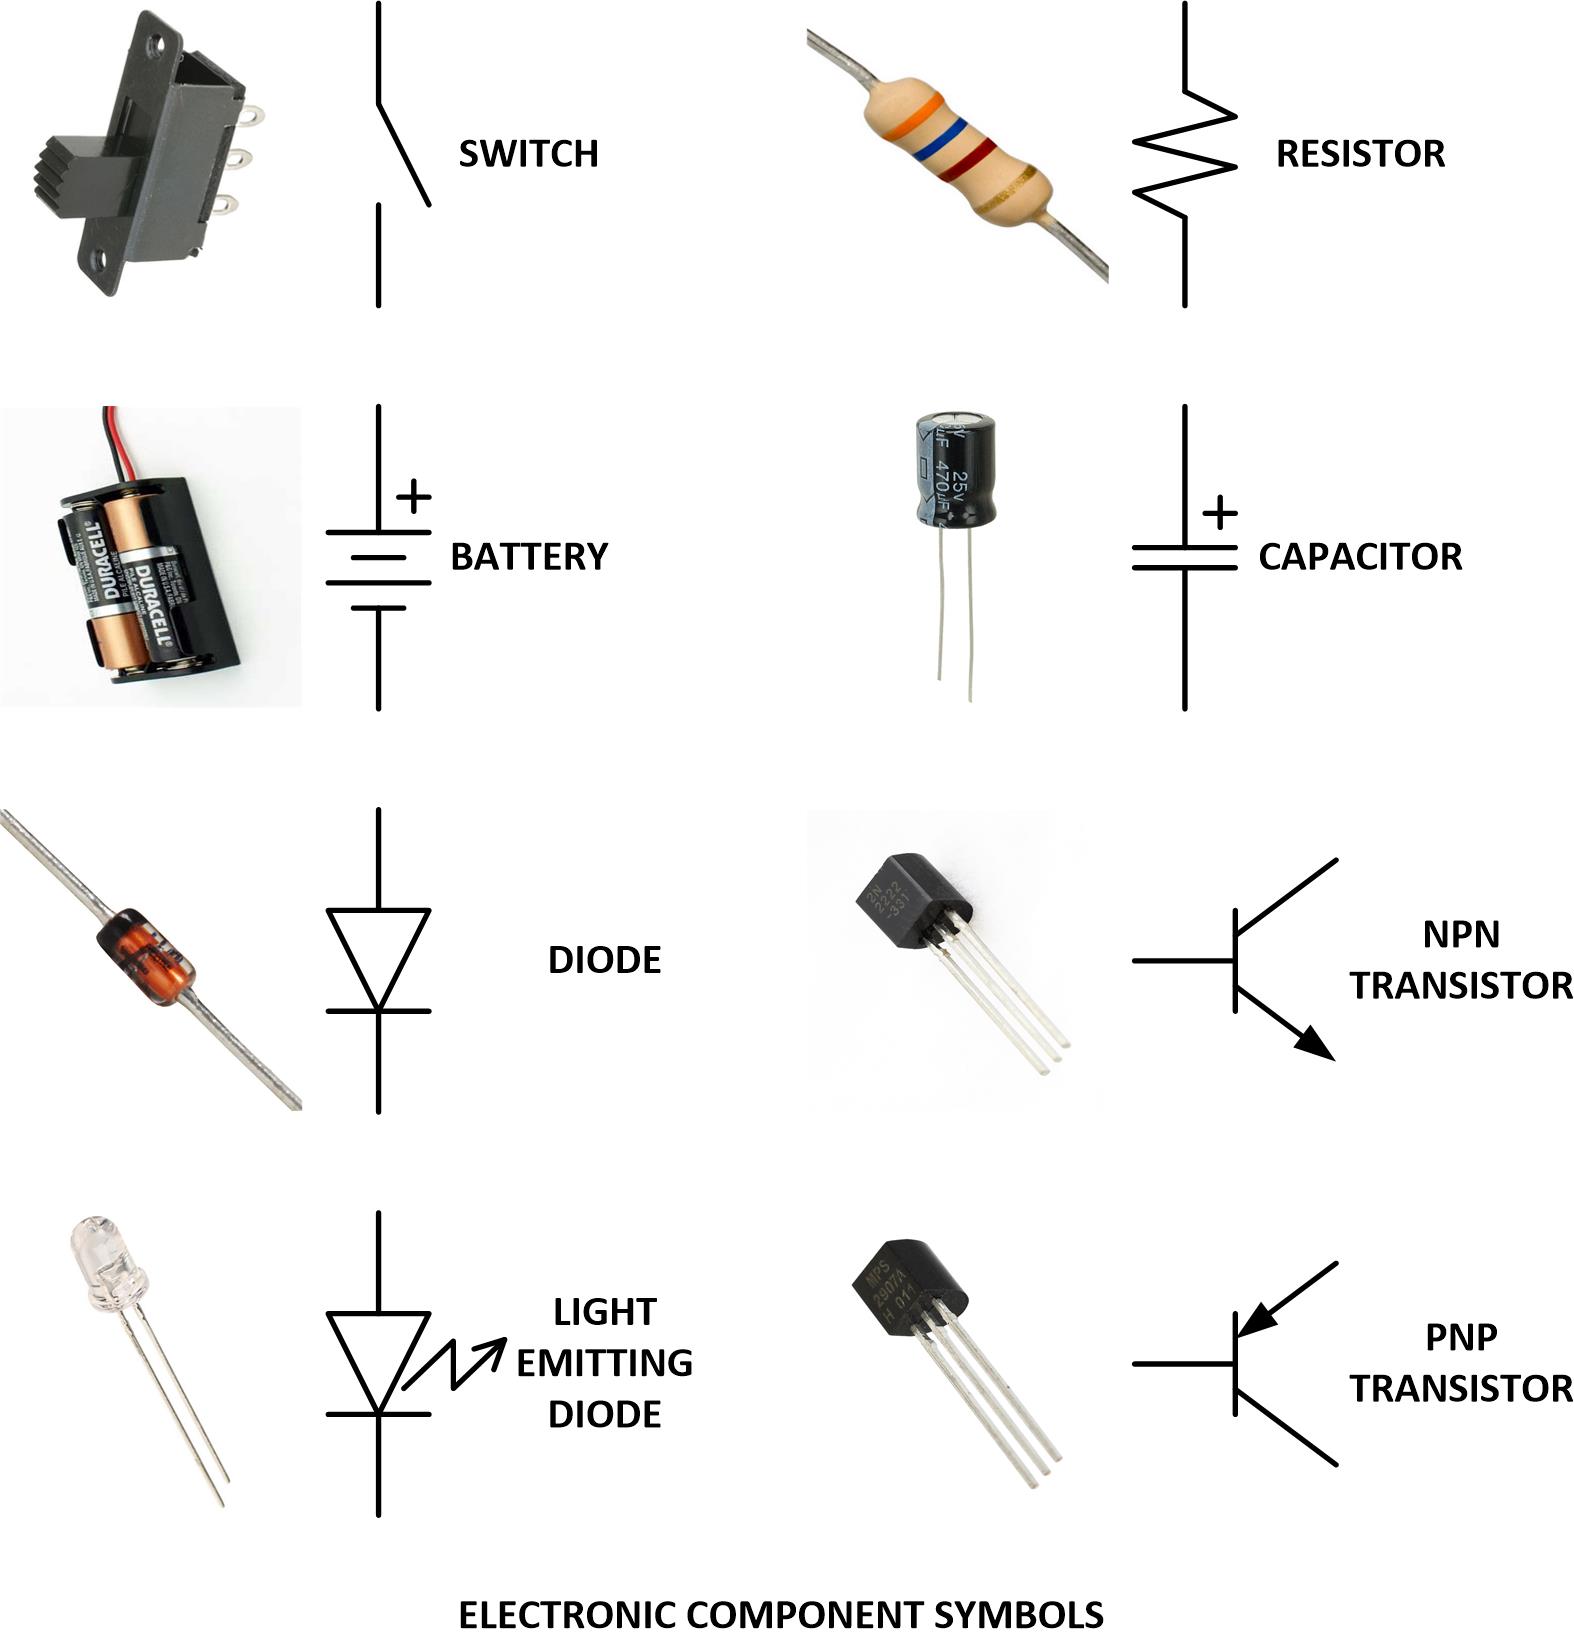 SWITCH
RESISTOR
DURACELL
DURACELL
+
BATTERY
25V
470µF
+
CAPACITOR
DIODE
2N
2222
-331
NPN
TRANSISTOR
LIGHT
EMITTING
DIODE
MPS
2907A
H 011
PNP
TRANSISTOR
ELECTRONIC COMPONENT SYMBOLS